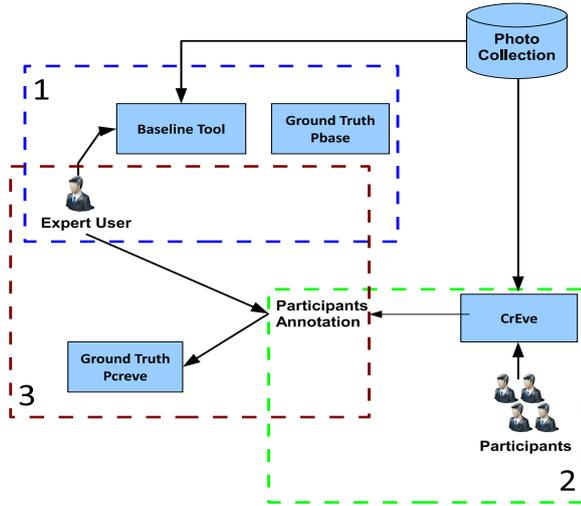 Photo
Collection
1
Baseline Tool
Ground Truth
Pbase
Expert User
Participants
Annotation
CrEve
Ground Truth
Pcreve
3
Participants
2